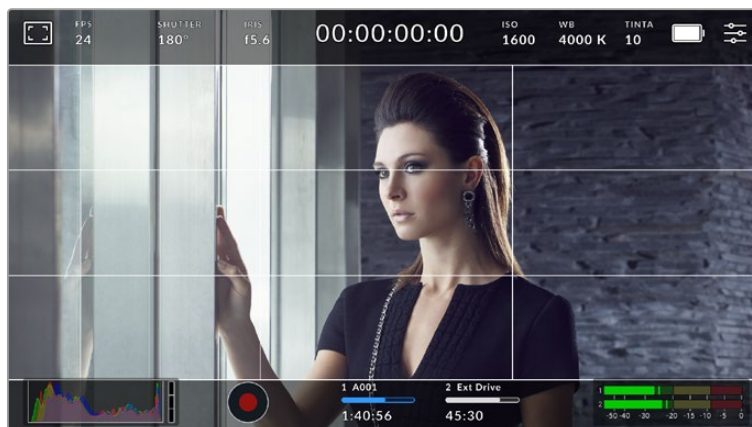 FPS SHUTTER IRIS 00:00:00:00 ISO WB TINTA
24 180° f5.6 1600 4000 K 10
1 A001 2 Ext Drive
1:40:56 45:30
1
2
-50 -40 -30 -20 -15 -10 -5 0